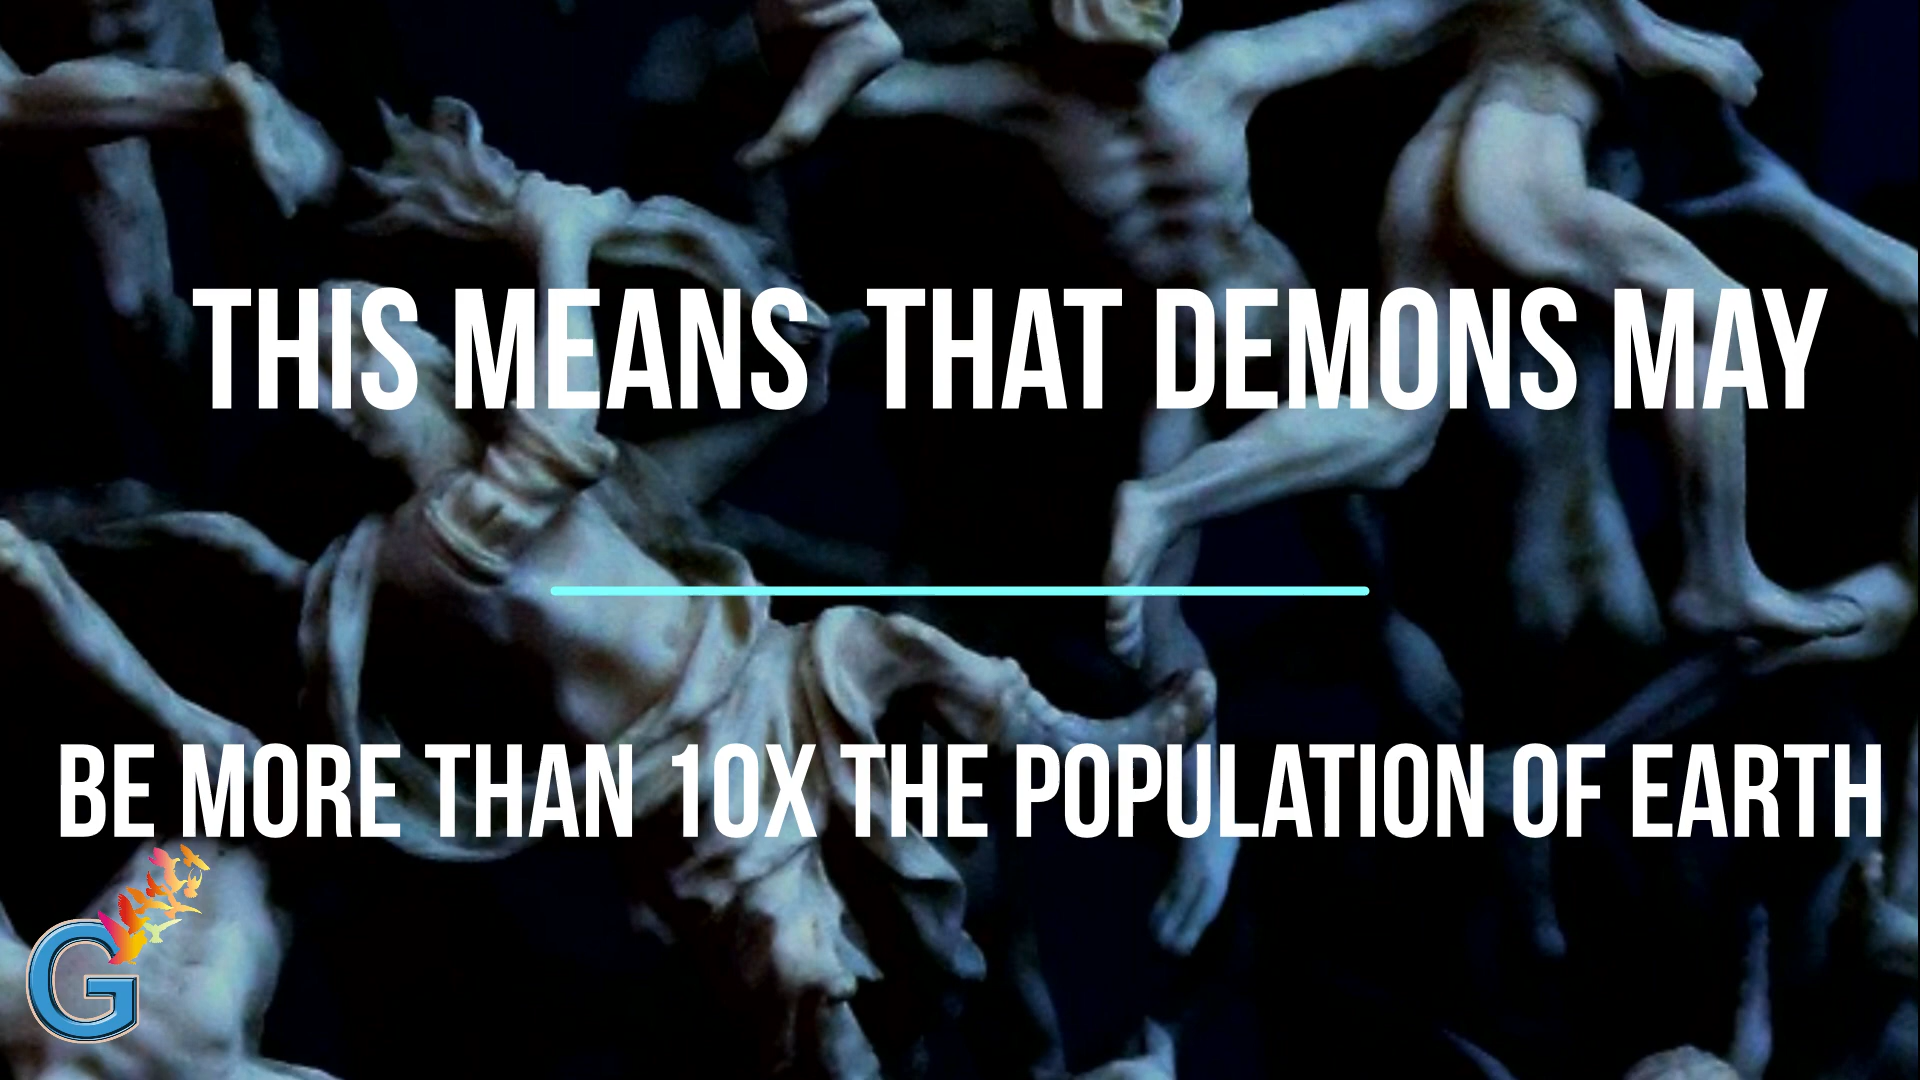 THIS MEANS THAT DEMONS MAY
BE MORE THAN 10X THE POPULATION OF EARTH
G